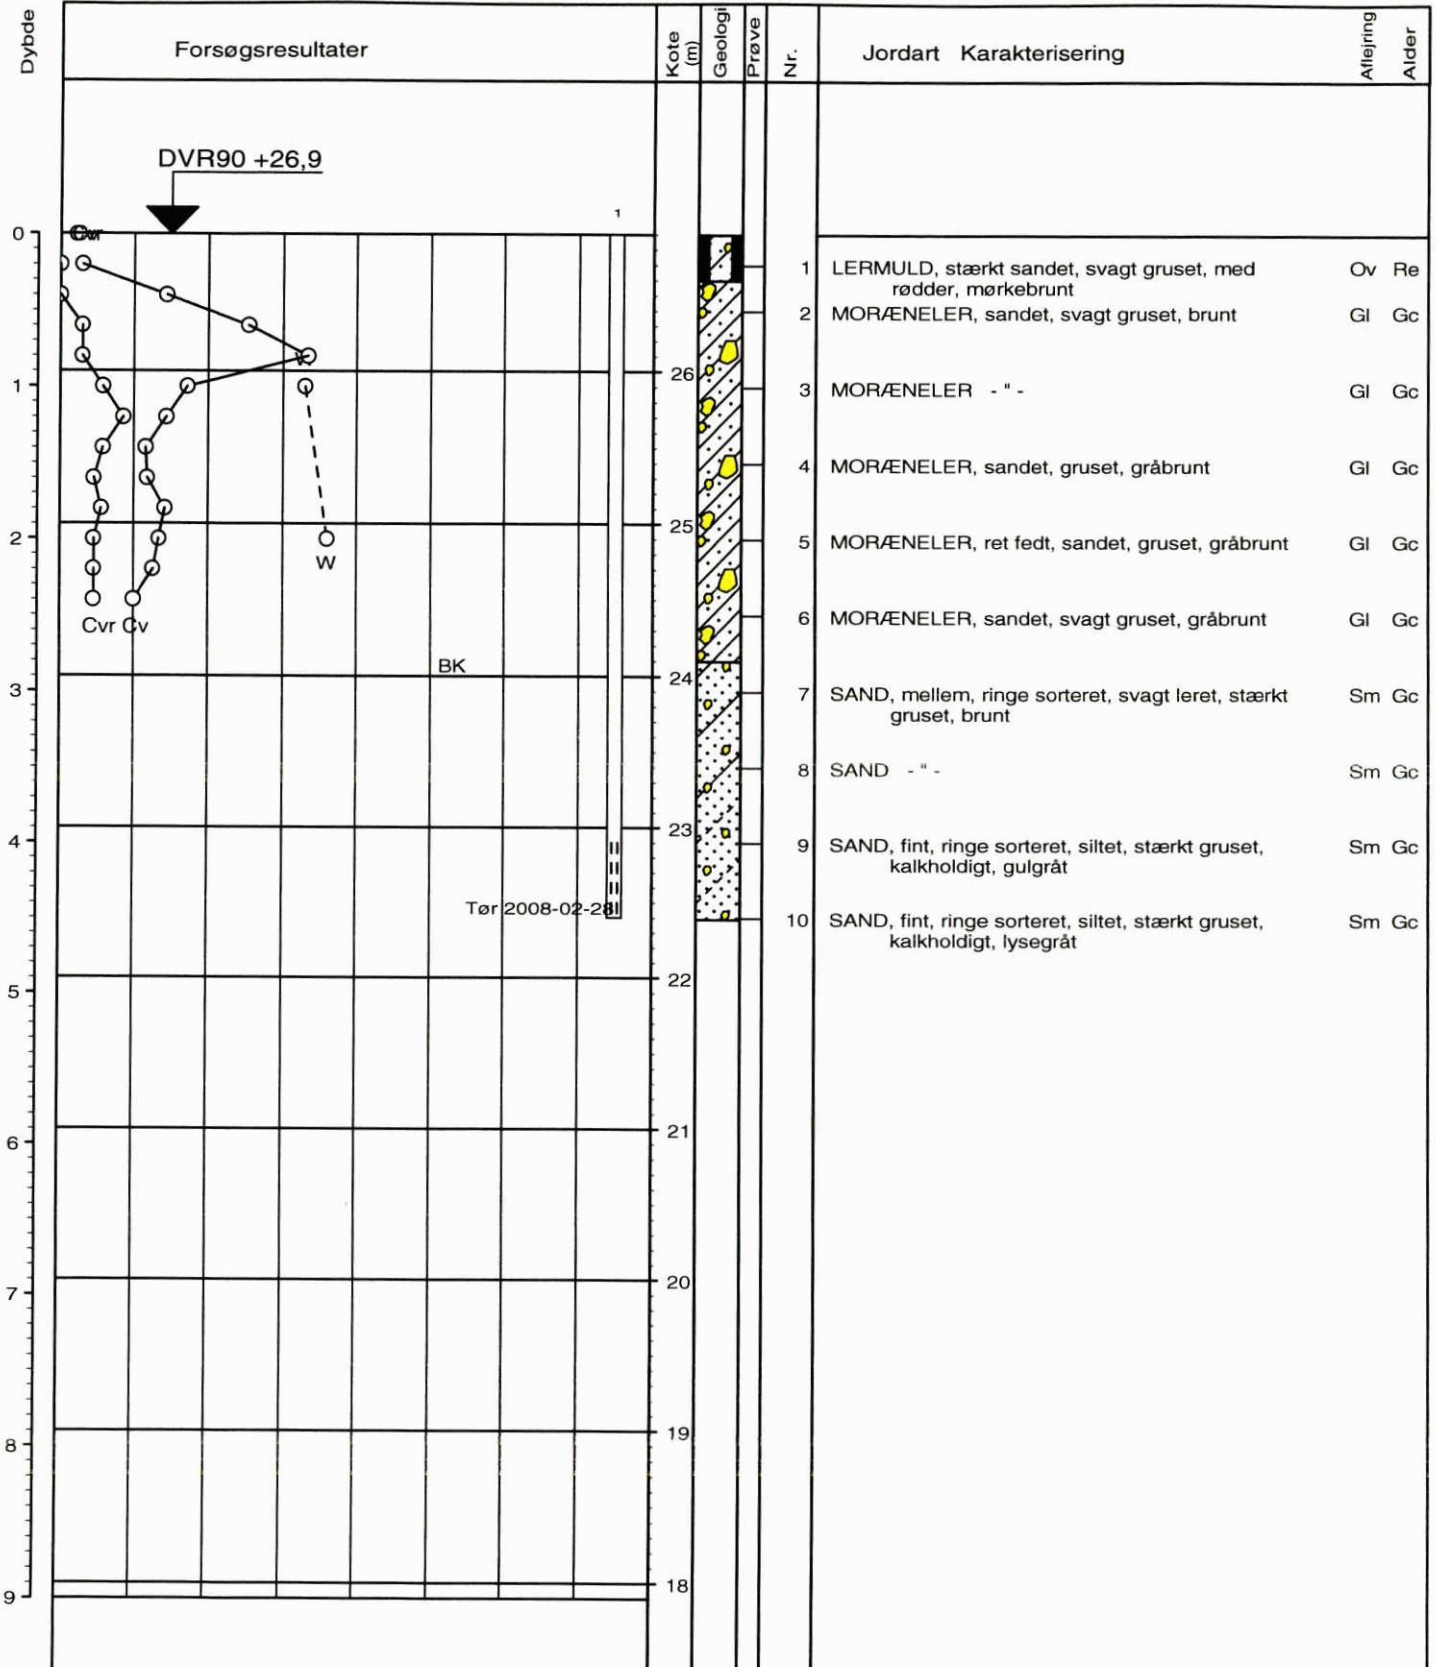 Dybde
Forsøgsresultater
Kote (m)
Geologi
Prøve
Nr.
Jordart Karakterisering
Aflejring
Alder
DVR90 +26,9
1
0
1 LERMULD, stærkt sandet, svagt gruset, med Ov Re
rødder, mørkebrunt
2 MORÆNELER, sandet, svagt gruset, brunt Gl Gc
26
1
3 MORÆNELER - " - Gl Gc
4 MORÆNELER, sandet, gruset, gråbrunt Gl Gc
25
2
5 MORÆNELER, ret fedt, sandet, gruset, gråbrunt Gl Gc
W
Cvr Cv
6 MORÆNELER, sandet, svagt gruset, gråbrunt Gl Gc
BK
24
3
7 SAND, mellem, ringe sorteret, svagt leret, stærkt Sm Gc
gruset, brunt
8 SAND - " - Sm Gc
23
4
9 SAND, fint, ringe sorteret, siltet, stærkt gruset, Sm Gc
kalkholdigt, gulgråt
Tør 2008-02-28
10 SAND, fint, ringe sorteret, siltet, stærkt gruset, Sm Gc
kalkholdigt, lysegråt
22
5
21
6
20
7
19
8
18
9